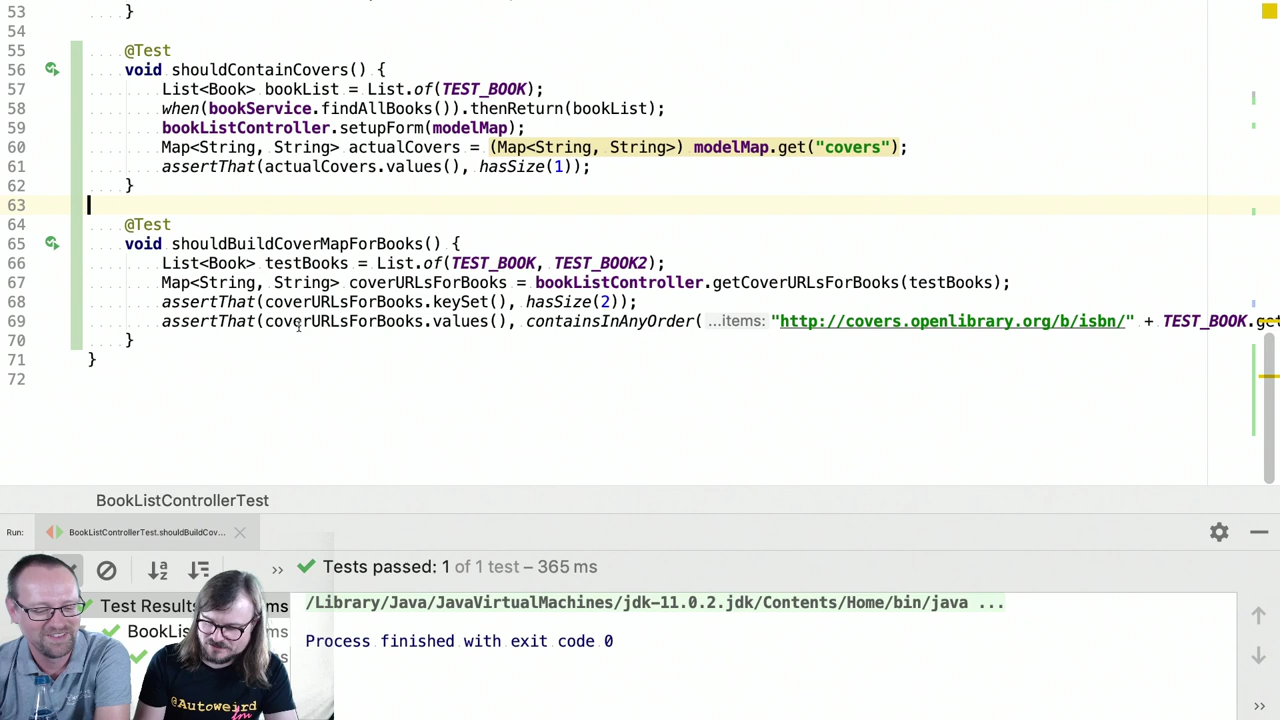 53 }
54
55 @Test
56 void shouldContainCovers() {
57 List<Book> bookList = List.of(TEST_BOOK);
58 when(bookService.findAllBooks()).thenReturn(bookList);
59 bookListController.setupForm(modelMap);
60 Map<String, String> actualCovers = (Map<String, String>) modelMap.get("covers");
61 assertThat(actualCovers.values(), hasSize(1));
62 }
63
64 @Test
65 void shouldBuildCoverMapForBooks() {
66 List<Book> testBooks = List.of(TEST_BOOK, TEST_BOOK2);
67 Map<String, String> coverURLsForBooks = bookListController.getCoverURLsForBooks(testBooks);
68 assertThat(coverURLsForBooks.keySet(), hasSize(2));
69 assertThat(coverURLsForBooks.values(), containsInAnyOrder(...items: "http://covers.openlibrary.org/b/isbn/" + TEST_BOOK.get
70 }
71 }
72
BookListControllerTest
Run: BookListControllerTest.shouldBuildCov...
Tests passed: 1 of 1 test – 365 ms
Test Results ms
/Library/Java/JavaVirtualMachines/jdk-11.0.2.jdk/Contents/Home/bin/java ...
BookLis ms
Process finished with exit code 0
ms
@Autoweird